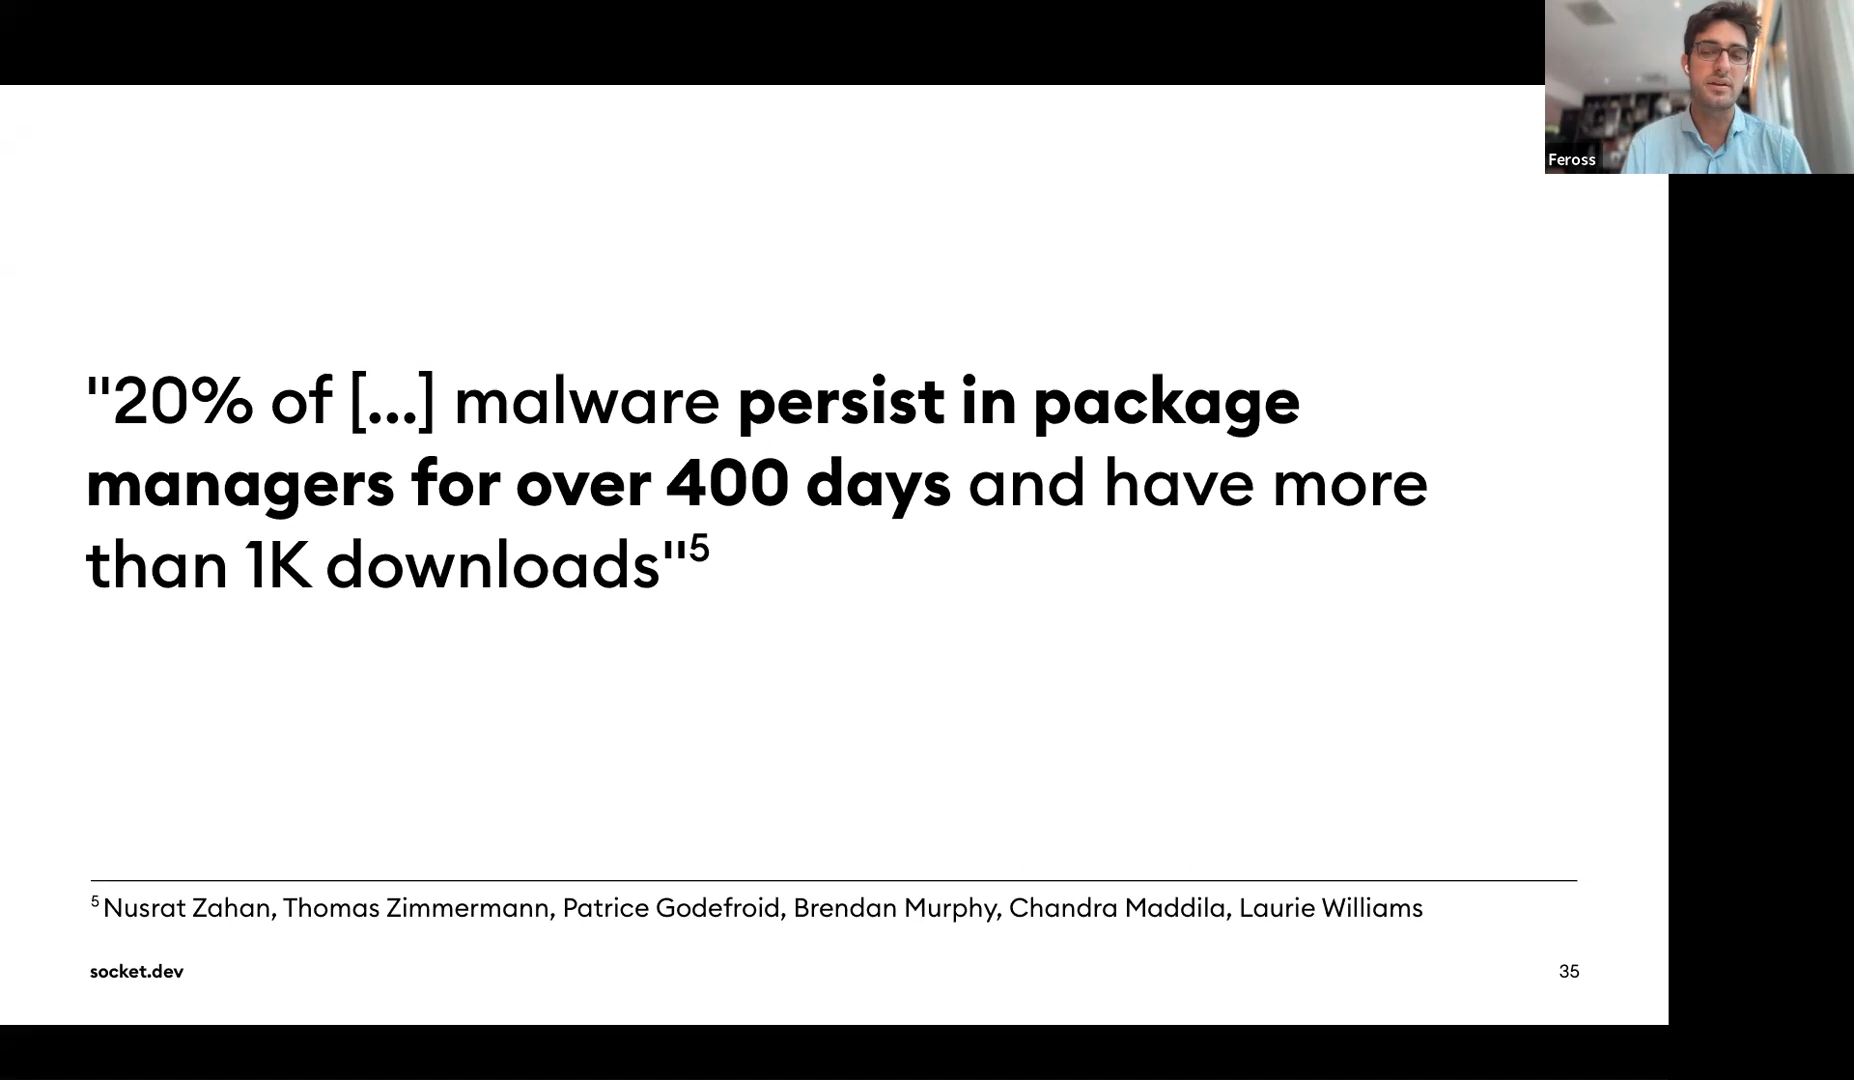 Feross
"20% of [...] malware persist in package
managers for over 400 days and have more
than 1K downloads"⁵
⁵ Nusrat Zahan, Thomas Zimmermann, Patrice Godefroid, Brendan Murphy, Chandra Maddila, Laurie Williams
socket.dev
35